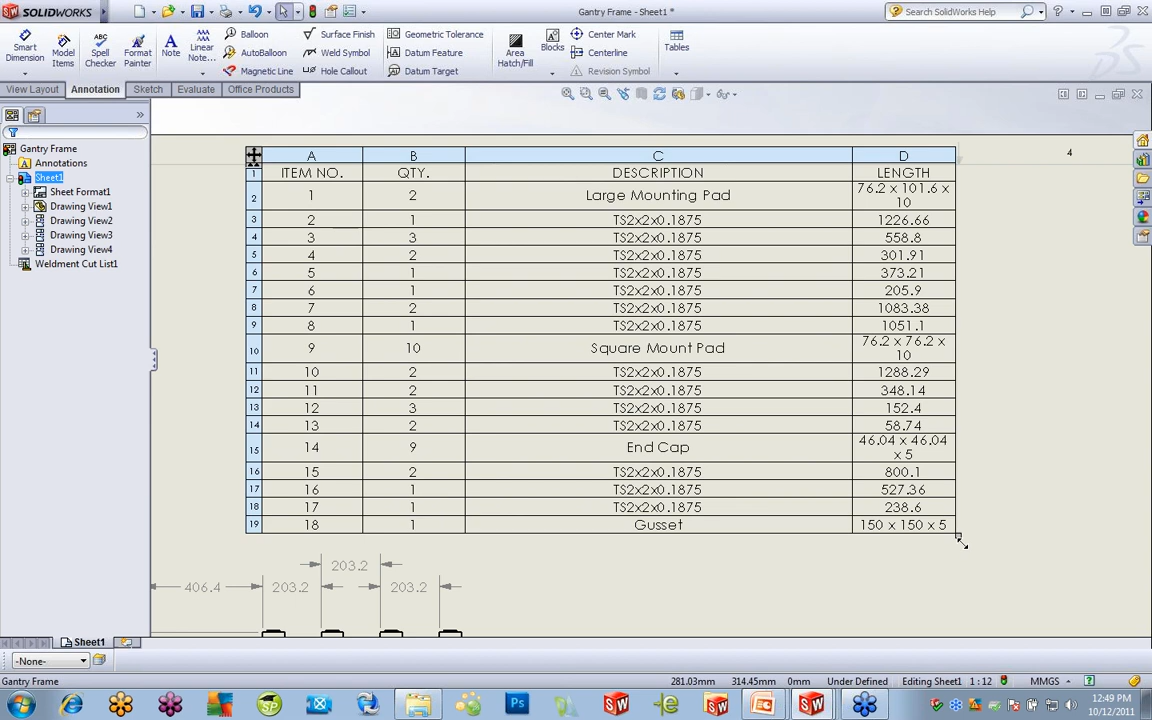 SOLIDWORKS
Gantry Frame - Sheet1 *
Search SolidWorks Help
Smart Dimension
Model Items
Spell Checker
Format Painter
Note
Linear Note...
Balloon
AutoBalloon
Magnetic Line
Surface Finish
Weld Symbol
Hole Callout
Geometric Tolerance
Datum Feature
Datum Target
Area Hatch/Fill
Blocks
Center Mark
Centerline
Revision Symbol
Tables
View Layout Annotation Sketch Evaluate Office Products
Gantry Frame
Annotations
Sheet1
Sheet Format1
Drawing View1
Drawing View2
Drawing View3
Drawing View4
Weldment Cut List1
4
A B C D
1 ITEM NO. QTY. DESCRIPTION LENGTH
2 1 2 Large Mounting Pad 76.2 x 101.6 x 10
3 2 1 TS2x2x0.1875 1226.66
4 3 3 TS2x2x0.1875 558.8
5 4 2 TS2x2x0.1875 301.91
6 5 1 TS2x2x0.1875 373.21
7 6 1 TS2x2x0.1875 205.9
8 7 2 TS2x2x0.1875 1083.38
9 8 1 TS2x2x0.1875 1051.1
10 9 10 Square Mount Pad 76.2 x 76.2 x 10
11 10 2 TS2x2x0.1875 1288.29
12 11 2 TS2x2x0.1875 348.14
13 12 3 TS2x2x0.1875 152.4
14 13 2 TS2x2x0.1875 58.74
15 14 9 End Cap 46.04 x 46.04 x 5
16 15 2 TS2x2x0.1875 800.1
17 16 1 TS2x2x0.1875 527.36
18 17 1 TS2x2x0.1875 238.6
19 18 1 Gusset 150 x 150 x 5
203.2
406.4 203.2 203.2
Sheet1
-None-
Gantry Frame
281.03mm 314.45mm 0mm Under Defined Editing Sheet1 1 : 12 MMGS
12:49 PM
10/12/2011